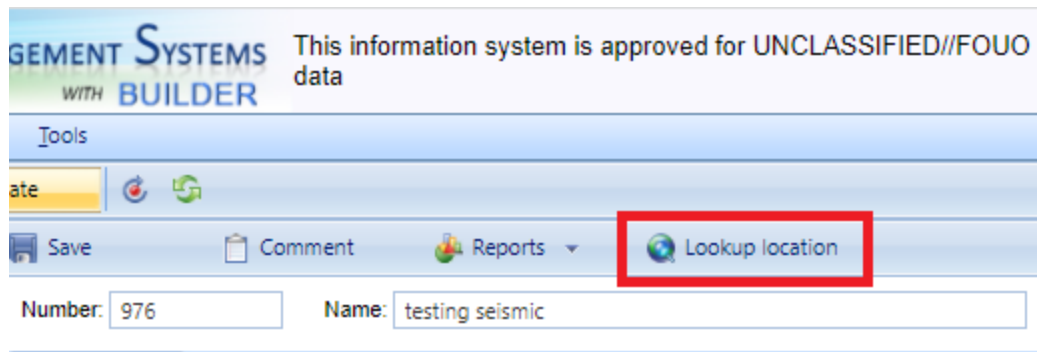 GEMENT SYSTEMS
WITH BUILDER
This information system is approved for UNCLASSIFIED//FOUO
data
Tools
ate
Save Comment Reports Lookup location
Number: 976 Name: testing seismic